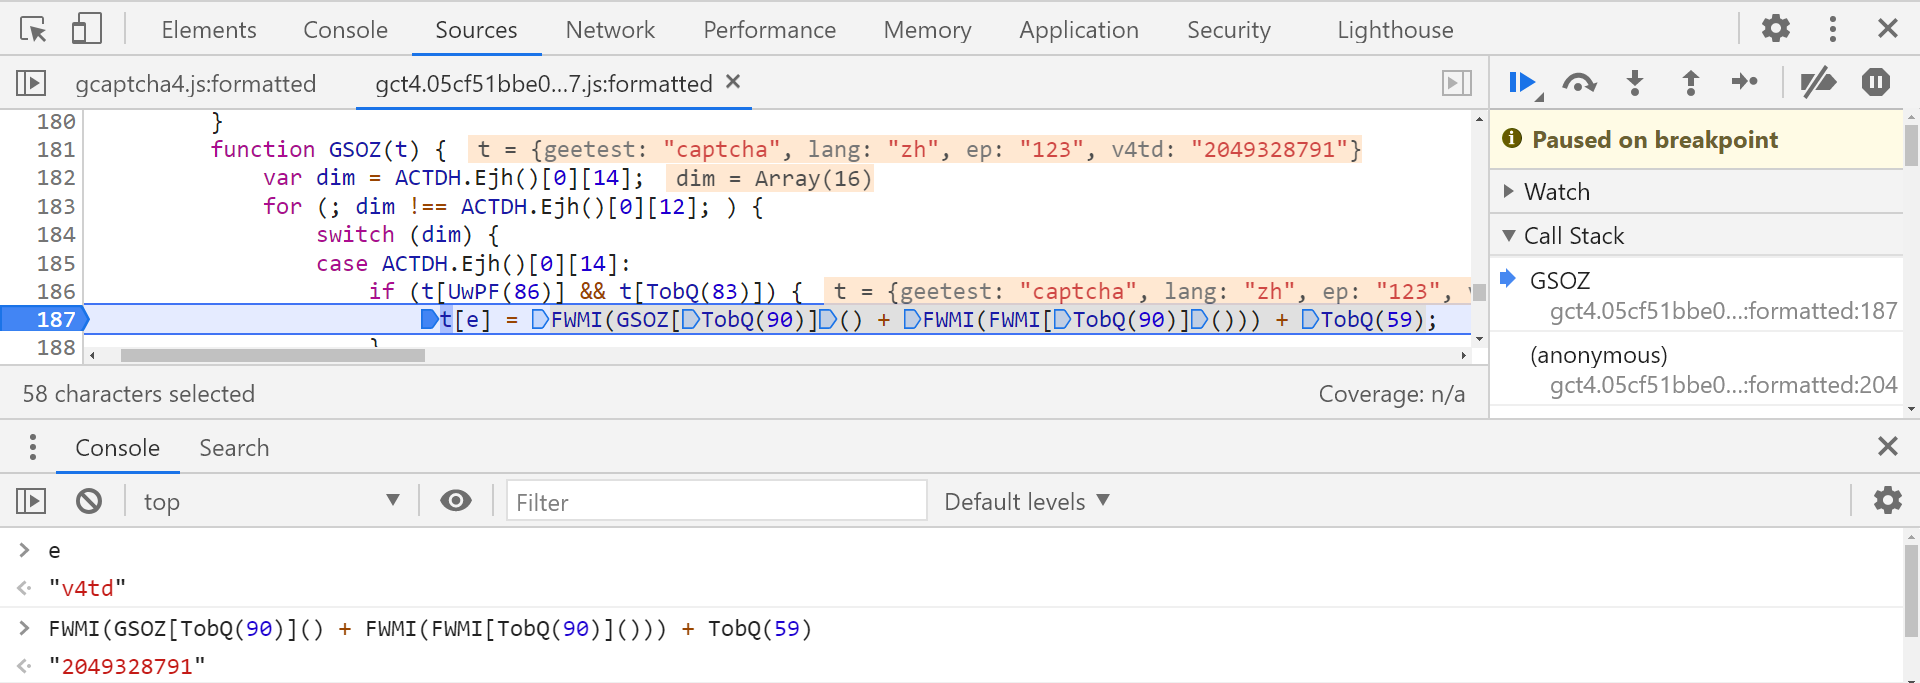 Elements Console Sources Network Performance Memory Application Security Lighthouse
gcaptcha4.js:formatted gct4.05cf51bbe0...7.js:formatted
180 }
181 function GSOZ(t) { t = {geetest: "captcha", lang: "zh", ep: "123", v4td: "2049328791"}
182 var dim = ACTDH.Ejh()[0][14]; dim = Array(16)
183 for (; dim !== ACTDH.Ejh()[0][12]; ) {
184 switch (dim) {
185 case ACTDH.Ejh()[0][14]:
186 if (t[UwPF(86)] && t[TobQ(83)]) { t = {geetest: "captcha", lang: "zh", ep: "123",
187 t[e] = FWMI(GSOZ[TobQ(90)]() + FWMI(FWMI[TobQ(90)]())) + TobQ(59);
188 }
58 characters selected Coverage: n/a
Paused on breakpoint
Watch
Call Stack
GSOZ
gct4.05cf51bbe0...:formatted:187
(anonymous)
gct4.05cf51bbe0...:formatted:204
Console Search
top Filter Default levels
> e
"v4td"
> FWMI(GSOZ[TobQ(90)]() + FWMI(FWMI[TobQ(90)]())) + TobQ(59)
"2049328791"